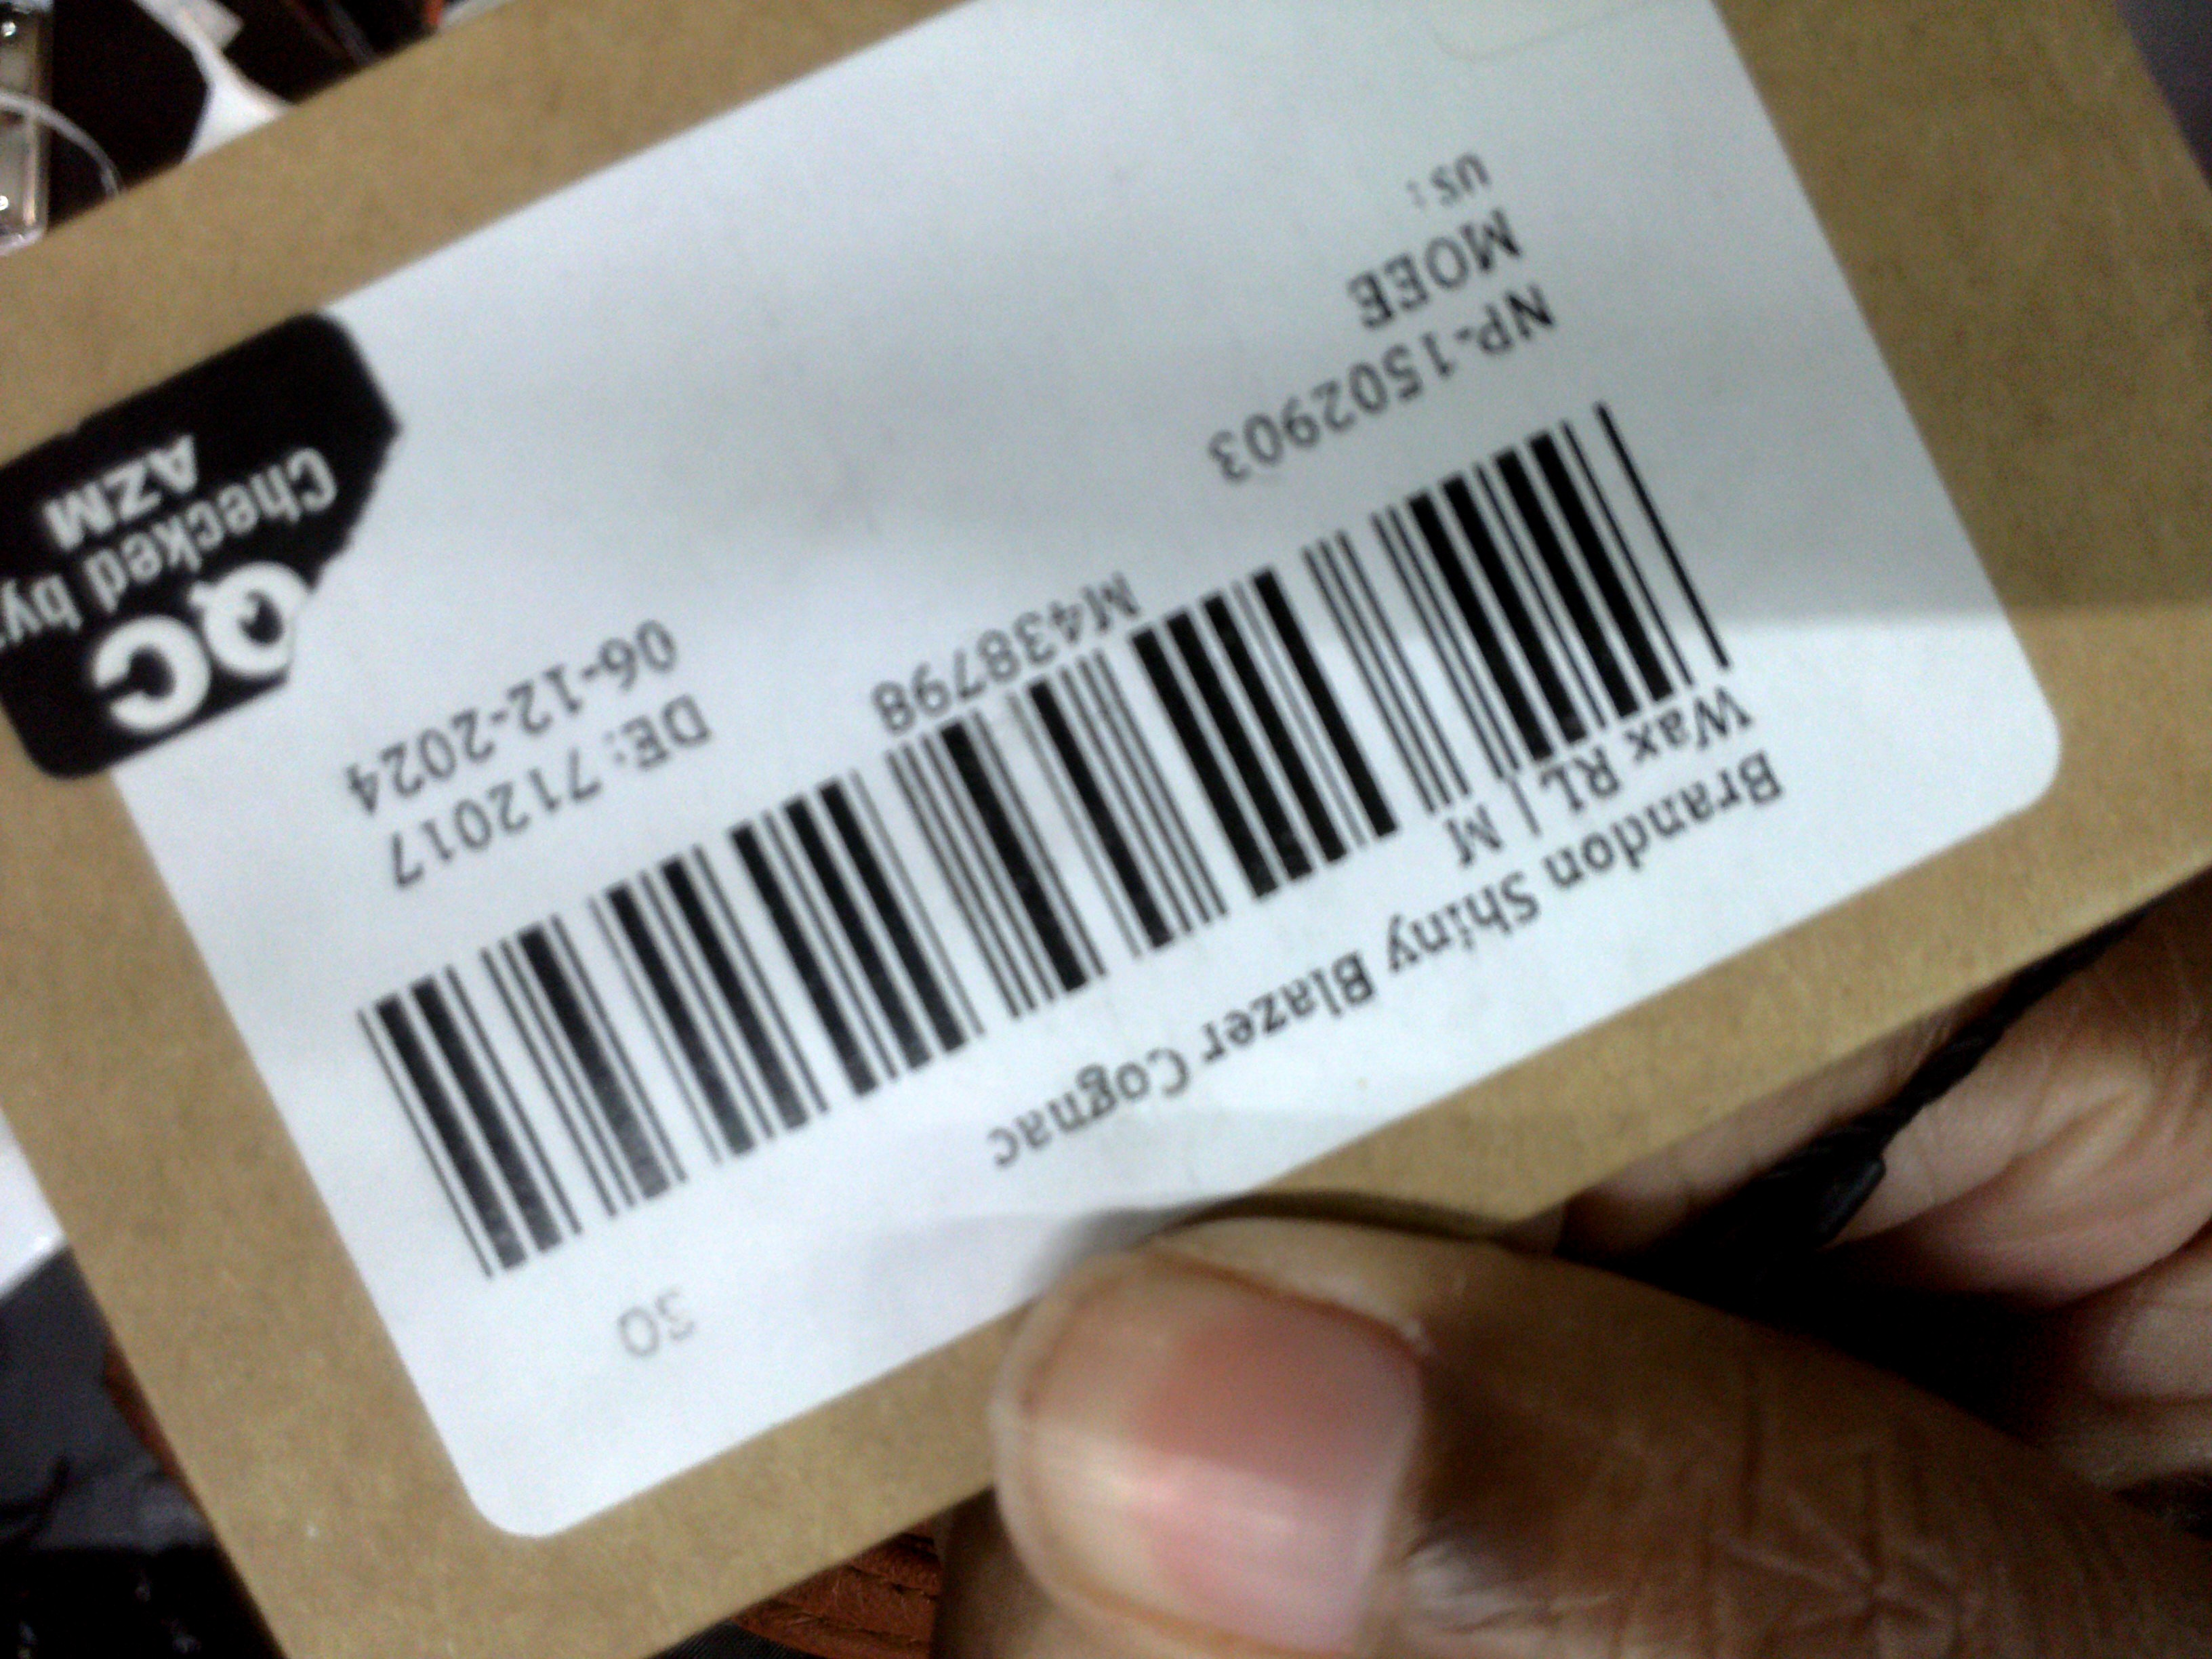 Brandon Shiny Blazer Cognac
Wax RL | M
30
M438798
NP-1502903
DE: 712017
MOEE
06-12-2024
US:
QC
Checked by:
AZM